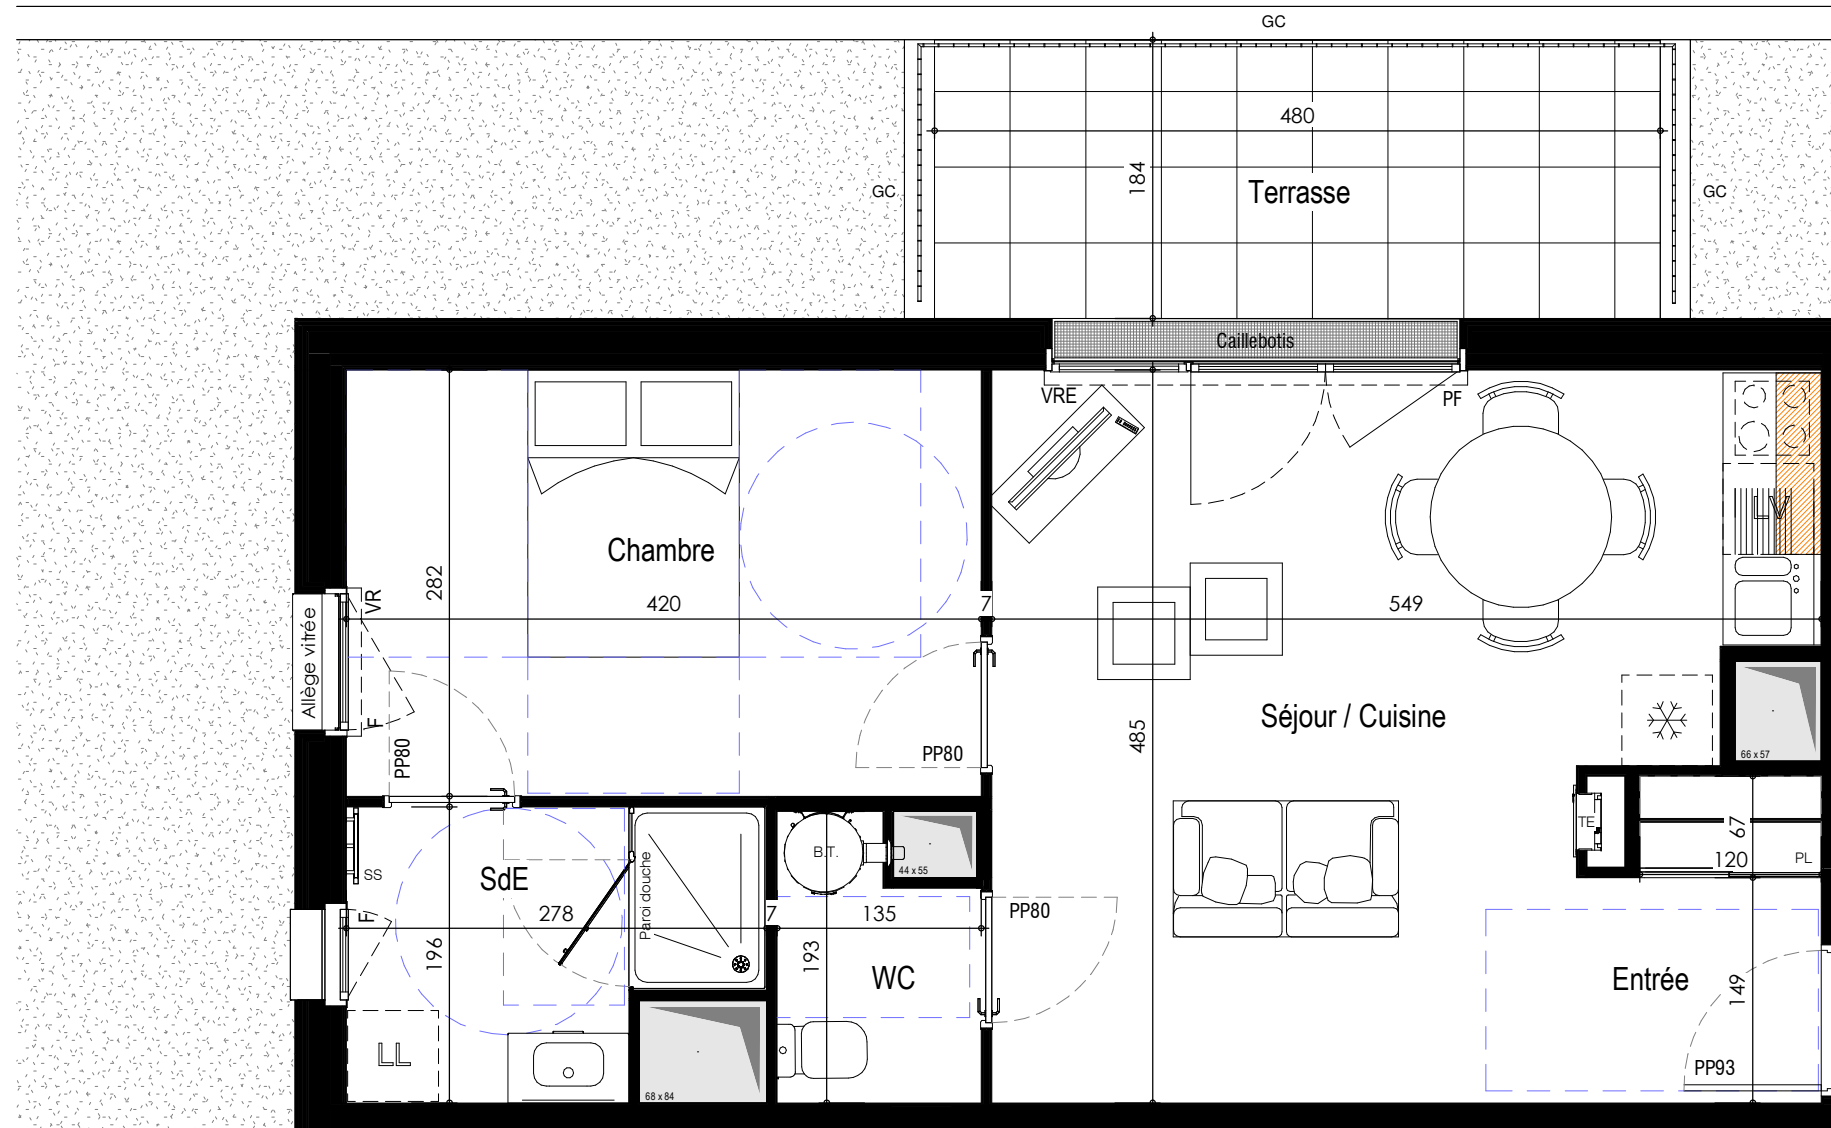 GC
480
184
GC
Terrasse
GC
Caillebotis
VRE
PF
LV
Chambre
282
420
7
549
VR
Allège vitrée
F
PP80
PP80
485
Séjour / Cuisine
66 x 57
TE
67
120
PL
SS
SdE
Paroi douche
B.T.
44 x 55
F
278
7
135
PP80
196
193
WC
Entrée
149
LL
68 x 84
PP93